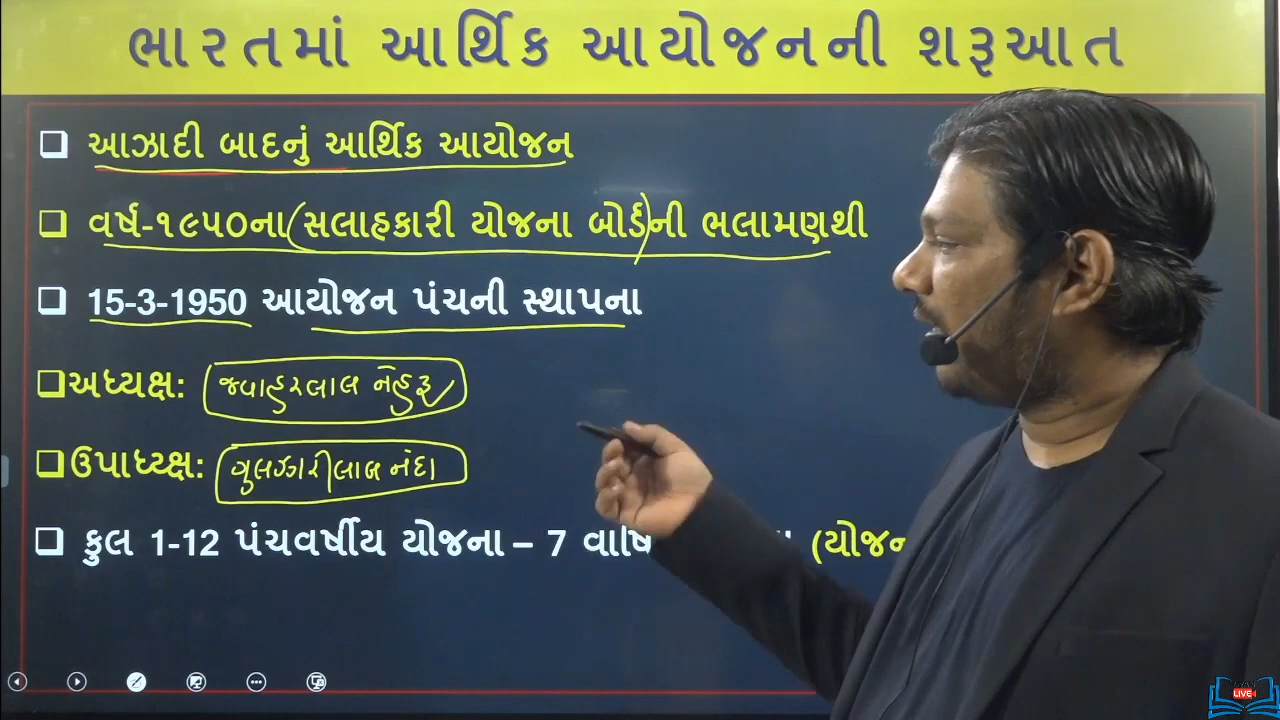 ભારતમાં આર્થિક આયોજનની શરૂઆત
આઝાદી બાદનું આર્થિક આયોજન
વર્ષ-૧૯૫૦ના (સલાહકારી યોજના બોર્ડ)ની ભલામણથી
15-3-1950 આયોજન પંચની સ્થાપના
અધ્યક્ષ: જવાહરલાલ નેહરૂ
ઉપાધ્યક્ષ: ગુલઝારીલાલ નંદા
કુલ 1-12 પંચવર્ષીય યોજના – 7
LIVE